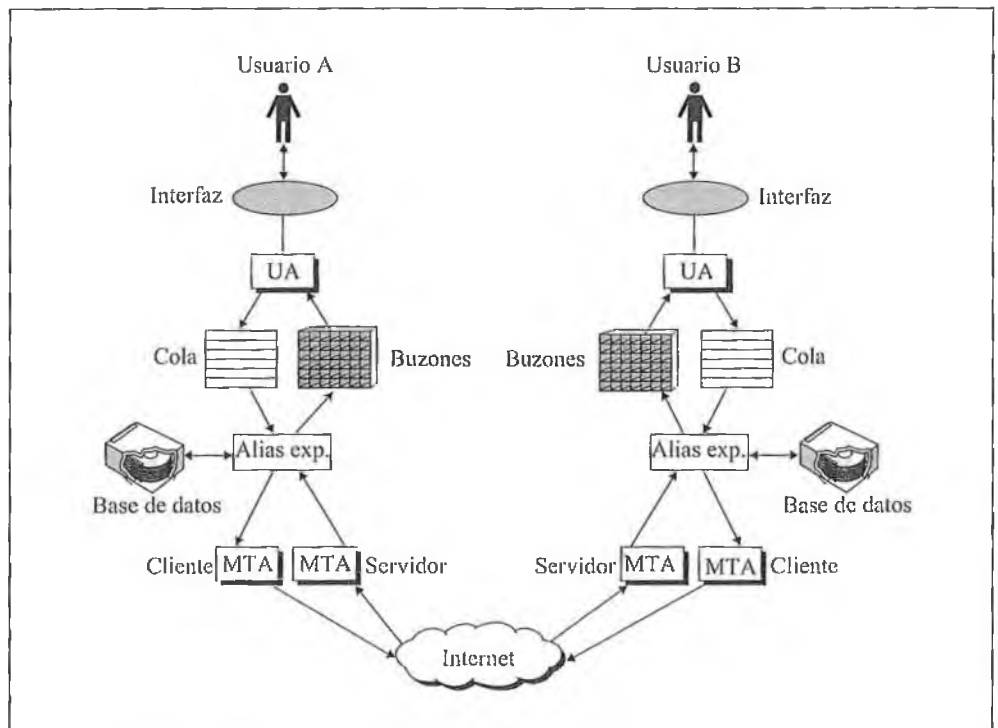 Usuario A
Usuario B
Interfaz
Interfaz
UA
UA
Cola
Buzones
Buzones
Cola
Alias exp.
Alias exp.
Base de datos
Base de datos
Cliente
MTA
MTA
Servidor
Servidor
MTA
MTA
Cliente
Internet